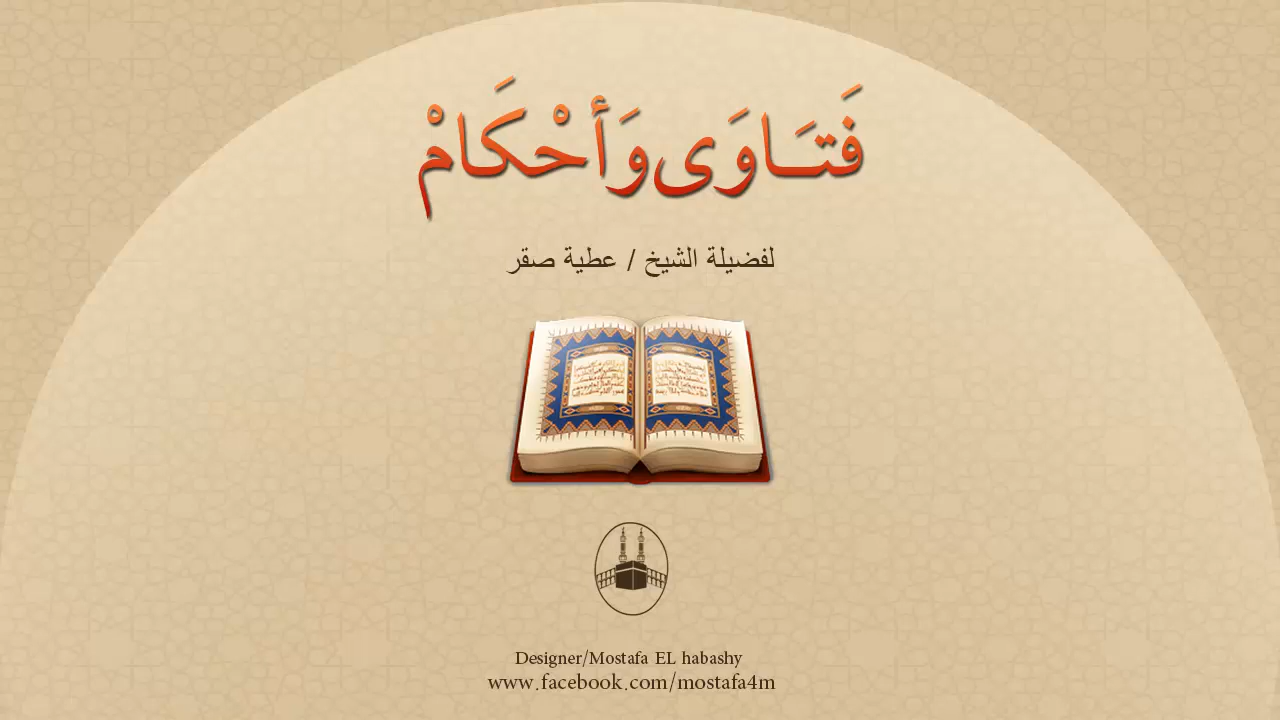 فَتَاوَى وَأَحْكَامْ
لفضيلة الشيخ / عطية صقر
Designer/Mostafa EL habashy
www.facebook.com/mostafa4m